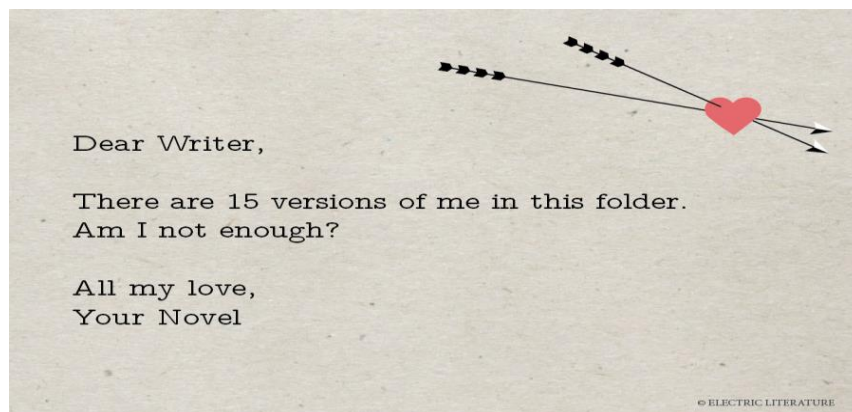 Dear Writer,
There are 15 versions of me in this folder.
Am I not enough?
All my love,
Your Novel
© ELECTRIC LITERATURE